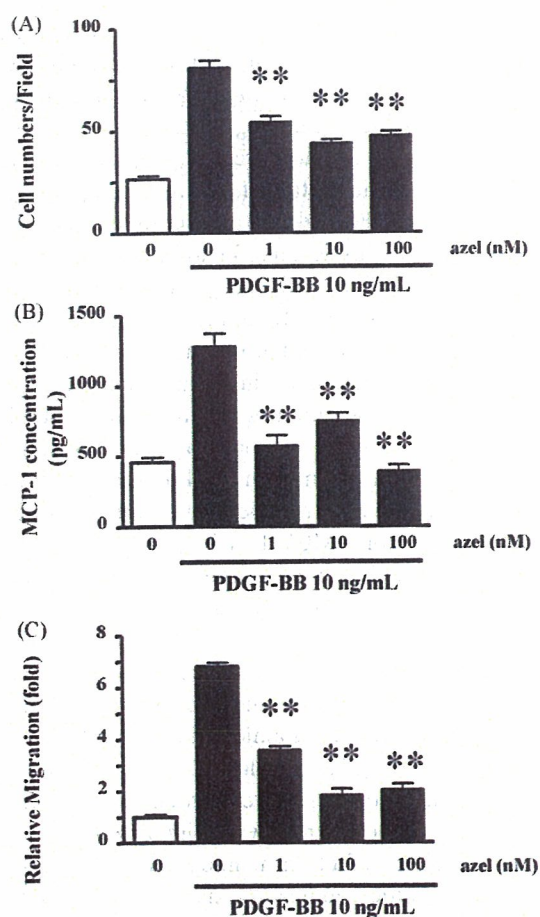 (A)
Cell numbers/Field
100
50
0
0 0 1 10 100 azel (nM)
** ** **
PDGF-BB 10 ng/mL
(B)
MCP-1 concentration
(pg/mL)
1500
1000
500
0
** ** **
0 0 1 10 100 azel (nM)
PDGF-BB 10 ng/mL
(C)
Relative Migration (fold)
8
6
4
2
0
** ** **
0 0 1 10 100 azel (nM)
PDGF-BB 10 ng/mL